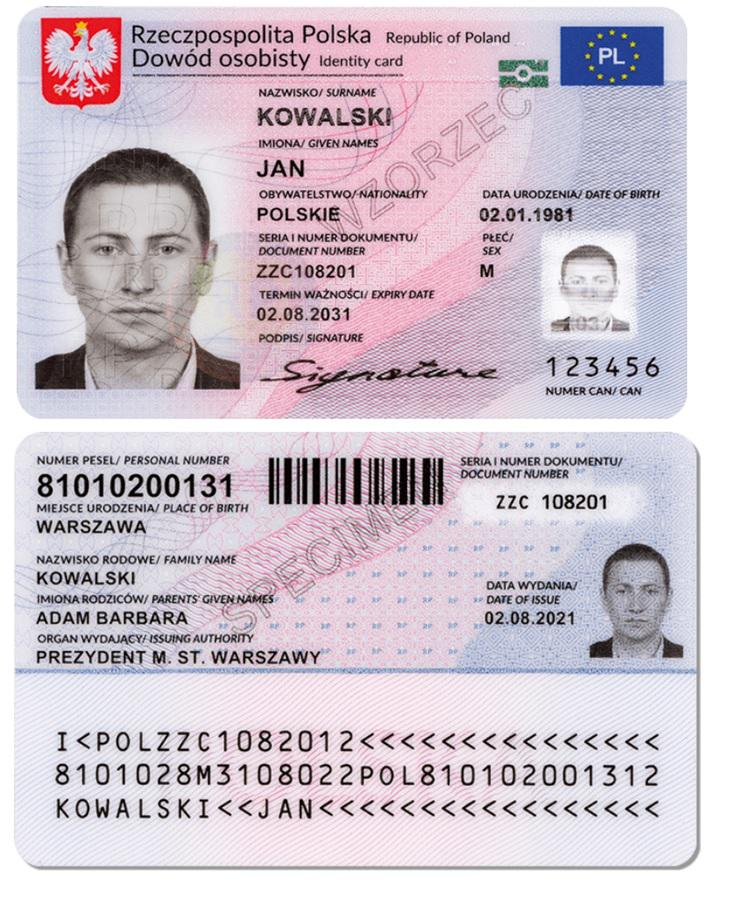 Rzeczpospolita Polska Republic of Poland
Dowód osobisty Identity card
PL
NAZWISKO/ SURNAME
KOWALSKI
IMIONA/ GIVEN NAMES
JAN
OBYWATELSTWO/ NATIONALITY DATA URODZENIA/ DATE OF BIRTH
POLSKIE 02.01.1981
SERIA I NUMER DOKUMENTU/ PŁEĆ/
DOCUMENT NUMBER SEX
ZZC108201 M
TERMIN WAŻNOŚCI/ EXPIRY DATE
02.08.2031
PODPIS/ SIGNATURE
Signature 123456
NUMER CAN/ CAN
WZORZEC
NUMER PESEL/ PERSONAL NUMBER SERIA I NUMER DOKUMENTU/
81010200131 DOCUMENT NUMBER
MIEJSCE URODZENIA/ PLACE OF BIRTH ZZC 108201
WARSZAWA
NAZWISKO RODOWE/ FAMILY NAME
KOWALSKI DATA WYDANIA/
IMIONA RODZICÓW/ PARENTS' GIVEN NAMES DATE OF ISSUE
ADAM BARBARA 02.08.2021
ORGAN WYDAJĄCY/ ISSUING AUTHORITY
PREZYDENT M. ST. WARSZAWY
SPECIMEN
I<POLZZC1082012<<<<<<<<<<<<<<<
8101028M3108022POL810102001312
KOWALSKI<<JAN<<<<<<<<<<<<<<<<<